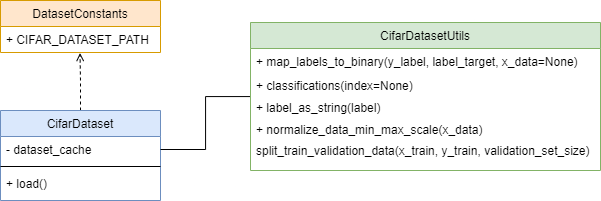 DatasetConstants
+ CIFAR_DATASET_PATH
CifarDataset
- dataset_cache
+ load()
CifarDatasetUtils
+ map_labels_to_binary(y_label, label_target, x_data=None)
+ classifications(index=None)
+ label_as_string(label)
+ normalize_data_min_max_scale(x_data)
split_train_validation_data(x_train, y_train, validation_set_size)